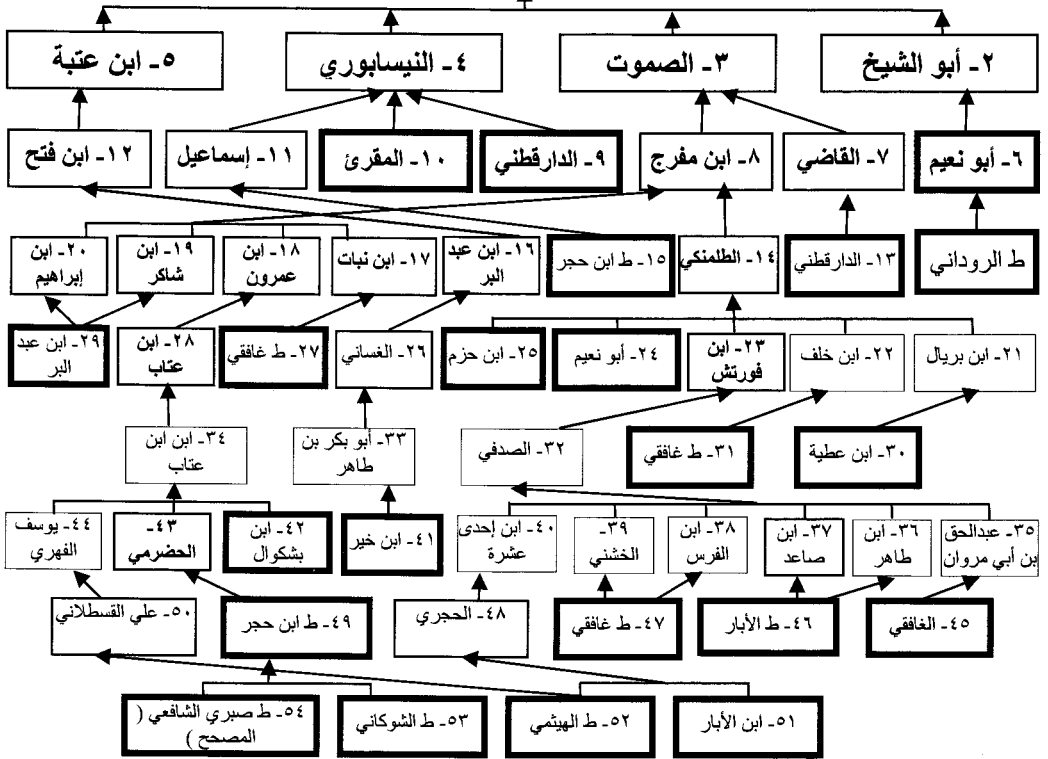 ٢- أبو الشيخ
٣- الصموت
٤- النيسابوري
٥- ابن عتبة
٦- أبو نعيم
٧- القاضي
٨- ابن مفرج
٩- الدارقطني
١٠- المقرئ
١١- إسماعيل
١٢- ابن فتح
ط الروداني
١٣- الدارقطني
١٤- الطلمنكي
١٥- ط ابن حجر
١٦- ابن عبد
البر
١٧- ابن نبات
١٨- ابن
عمرون
١٩- ابن
شاكر
٢٠- ابن
إبراهيم
٢١- ابن بريال
٢٢- ابن خلف
٢٣- ابن
فورتش
٢٤- أبو نعيم
٢٥- ابن حزم
٢٦- الغساني
٢٧- ط غافقي
٢٨- ابن
عتاب
٢٩- ابن عبد
البر
٣٠- ابن عطية
٣١- ط غافقي
٣٢- الصدفي
٣٣- أبو بكر بن
طاهر
٣٤- ابن ابن
عتاب
٣٥- عبدالحق
بن أبي مروان
٣٦- ابن
طاهر
٣٧- ابن
صاعد
٣٨- ابن
الفرس
٣٩-
الخشني
٤٠- ابن إحدى
عشرة
٤١- ابن خير
٤٢- ابن
بشكوال
٤٣-
الحضرمي
٤٤- يوسف
الفهري
٤٥- الغافقي
٤٦- ط الأبار
٤٧- ط غافقي
٤٨- الحجري
٤٩- ط ابن حجر
٥٠- علي القسطلاني
٥١- ابن الأبار
٥٢- ط الهيثمي
٥٣- ط الشوكاني
٥٤- ط صبري الشافعي (
المصحح )